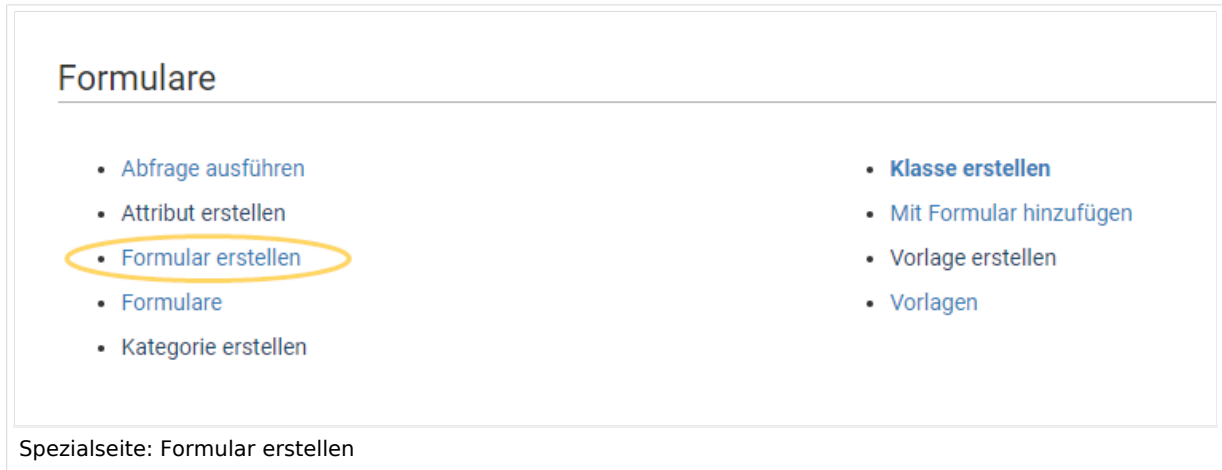 Formulare
Abfrage ausführen
Attribut erstellen
Formular erstellen
Formulare
Kategorie erstellen
Klasse erstellen
Mit Formular hinzufügen
Vorlage erstellen
Vorlagen
Spezialseite: Formular erstellen